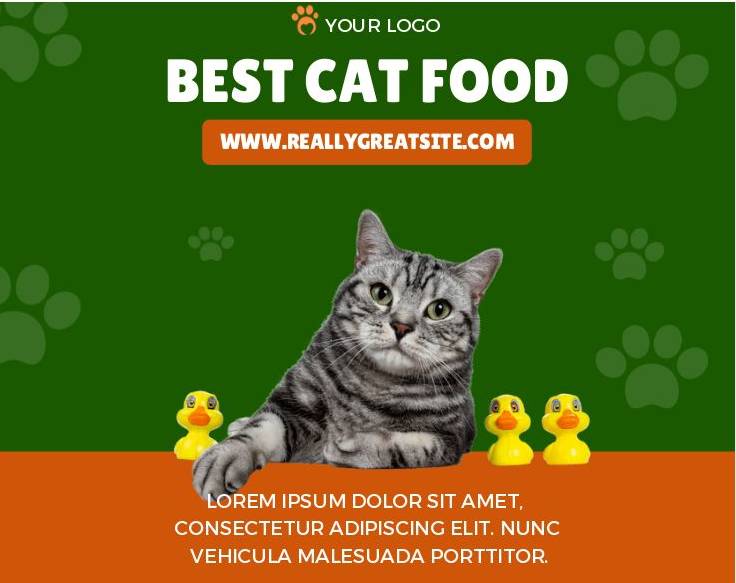 YOUR LOGO
BEST CAT FOOD
WWW.REALLYGREATSITE.COM
LOREM IPSUM DOLOR SIT AMET,
CONSECTETUR ADIPISCING ELIT. NUNC
VEHICULA MALESUADA PORTTITOR.